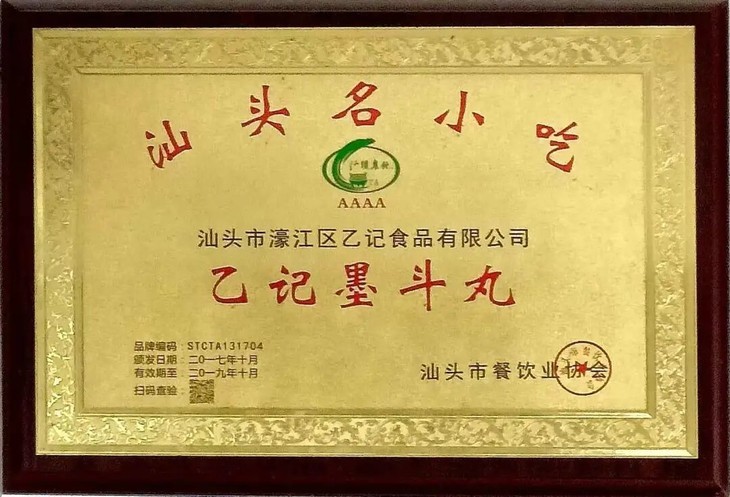 汕头名小吃
AAAA
汕头市濠江区乙记食品有限公司
乙记墨斗丸
品牌编码：STCTA131704
颁发日期：二○一七年十月
有效期至：二○一九年十月
扫码查验：
汕头市餐饮业协会